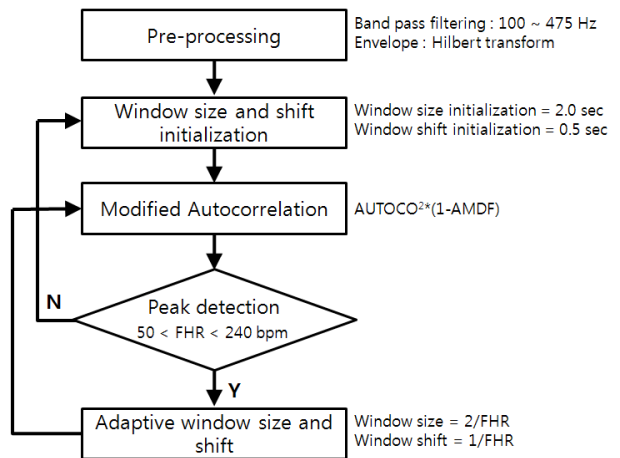 Pre-processing
Band pass filtering : 100 ~ 475 Hz
Envelope : Hilbert transform
Window size and shift
initialization
Window size initialization = 2.0 sec
Window shift initialization = 0.5 sec
Modified Autocorrelation
AUTOCO²*(1-AMDF)
Peak detection
50 < FHR < 240 bpm
N
Y
Adaptive window size and
shift
Window size = 2/FHR
Window shift = 1/FHR